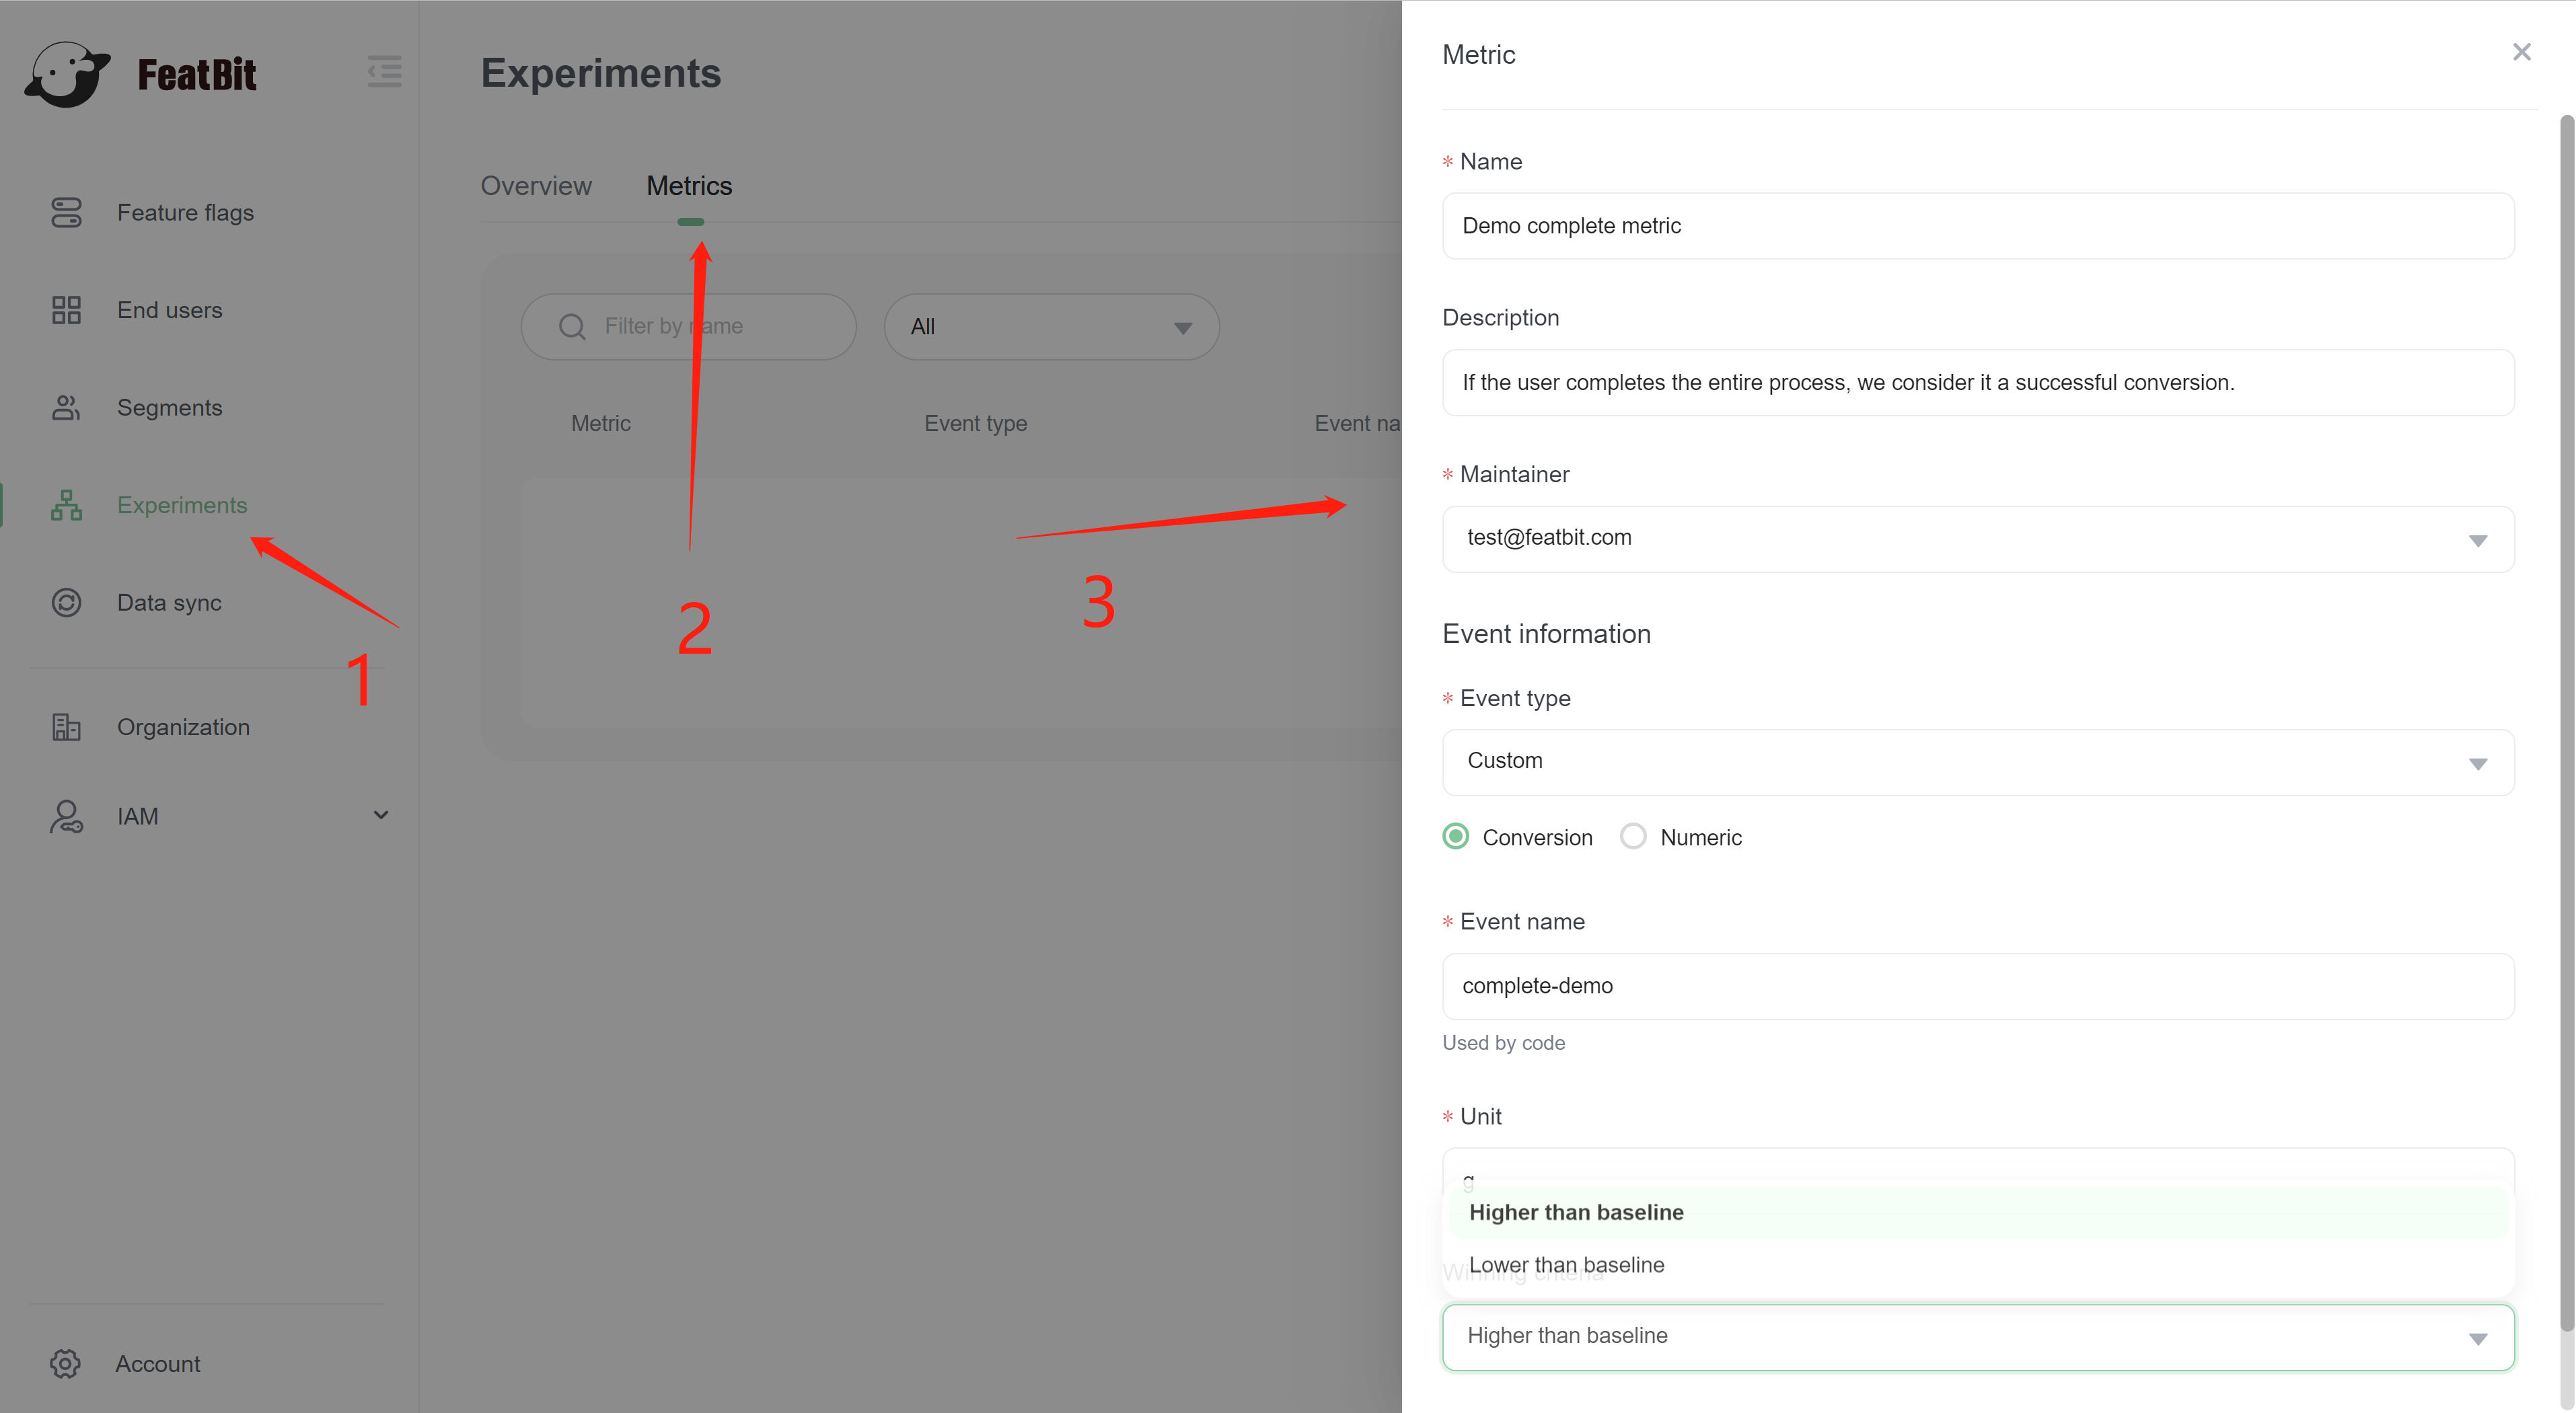 FeatBit
Feature flags
End users
Segments
Experiments
Data sync
Organization
IAM
Account
1
Experiments
Overview Metrics
Filter by name All
Metric Event type Event na
2
3
Metric
* Name
Demo complete metric
Description
If the user completes the entire process, we consider it a successful conversion.
* Maintainer
test@featbit.com
Event information
* Event type
Custom
Conversion Numeric
* Event name
complete-demo
Used by code
* Unit
g
Higher than baseline
Lower than baseline
Winning criteria
Higher than baseline